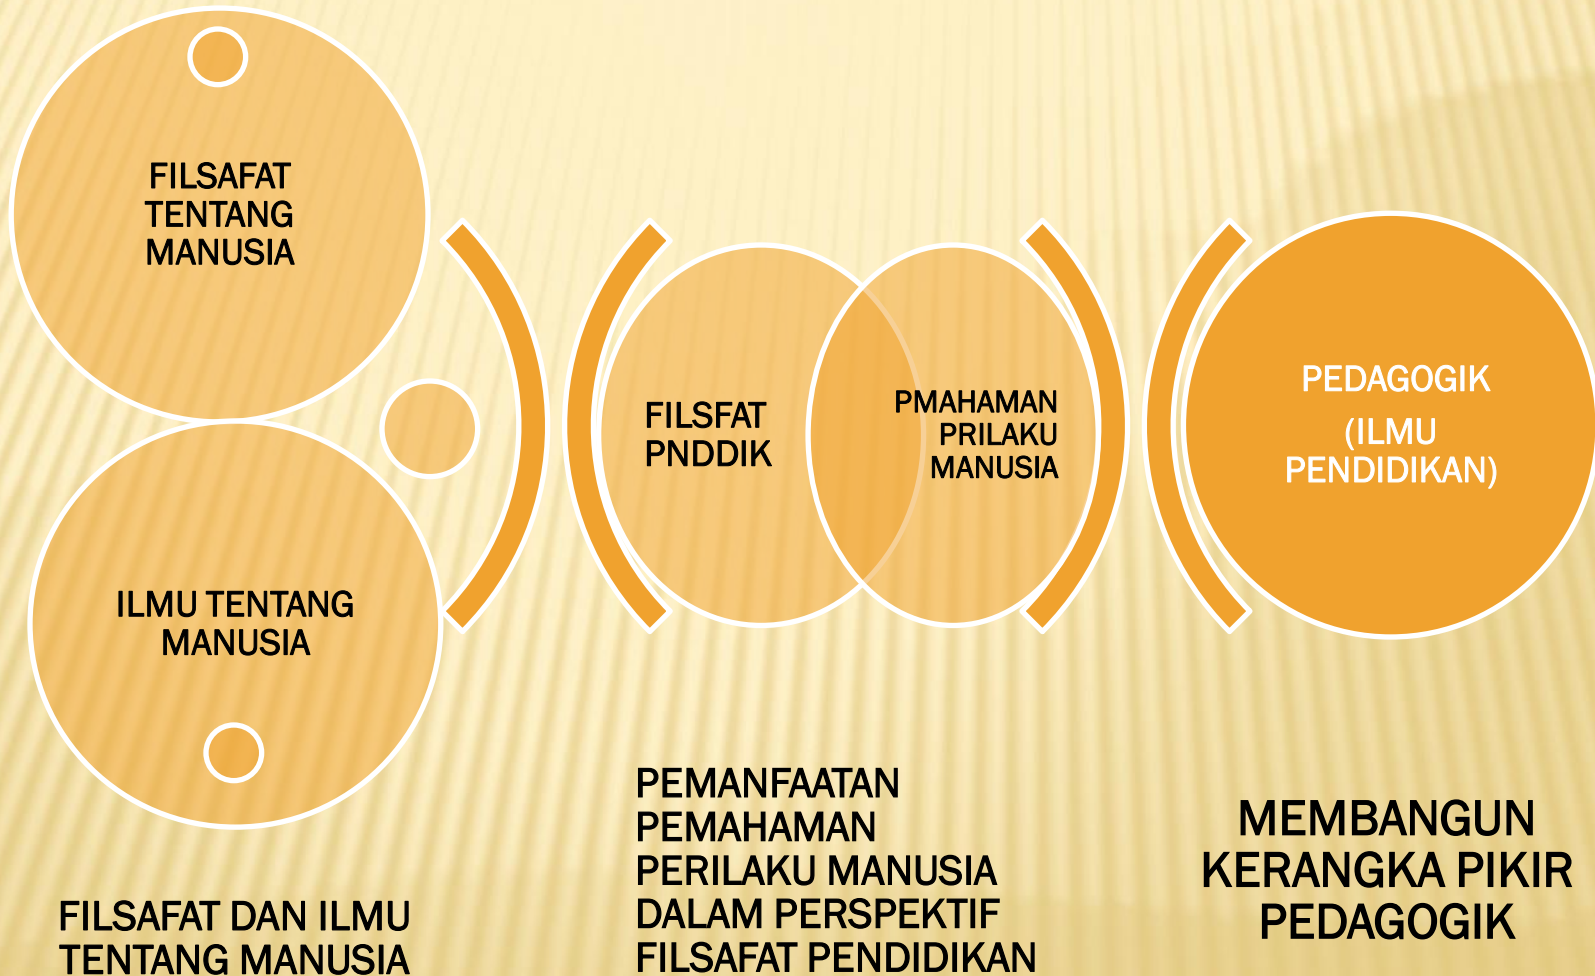 FILSAFAT
TENTANG
MANUSIA
ILMU TENTANG
MANUSIA
FILSFAT
PNDDIK
PMAHAMAN
PRILAKU
MANUSIA
PEDAGOGIK
(ILMU
PENDIDIKAN)
FILSAFAT DAN ILMU
TENTANG MANUSIA
PEMANFAATAN
PEMAHAMAN
PERILAKU MANUSIA
DALAM PERSPEKTIF
FILSAFAT PENDIDIKAN
MEMBANGUN
KERANGKA PIKIR
PEDAGOGIK